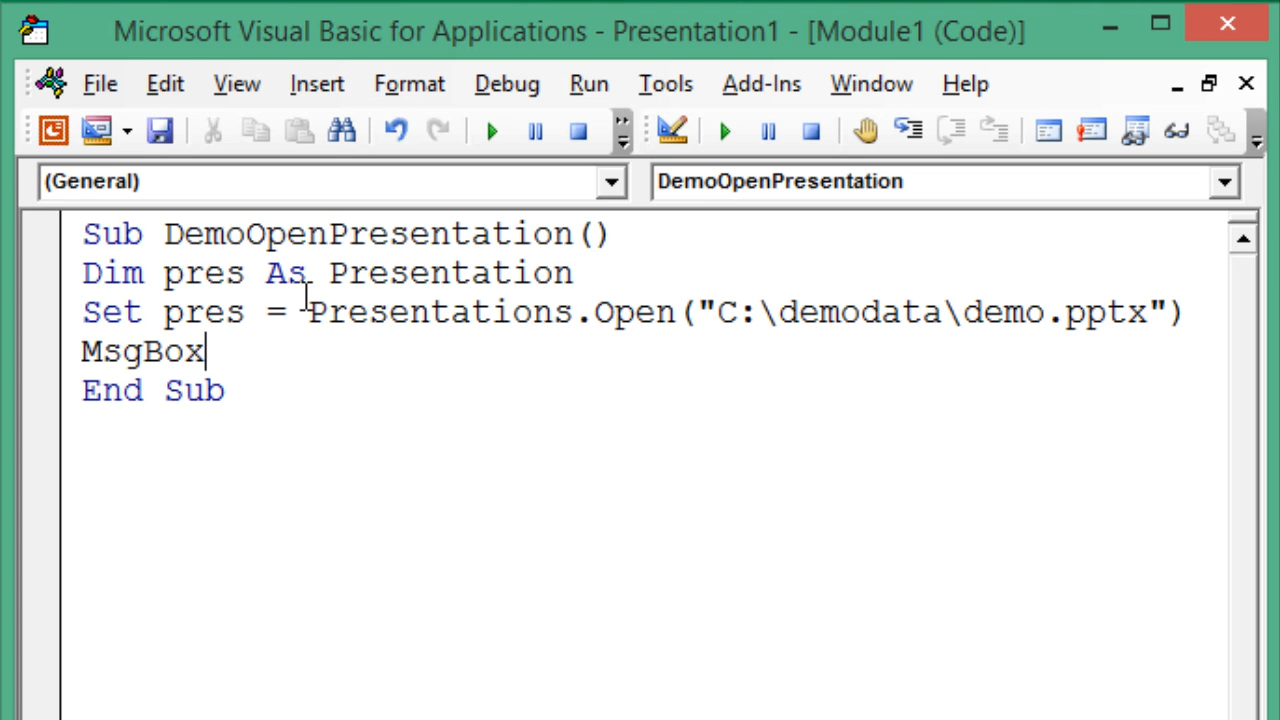 Microsoft Visual Basic for Applications - Presentation1 - [Module1 (Code)]
File Edit View Insert Format Debug Run Tools Add-Ins Window Help
(General) DemoOpenPresentation
Sub DemoOpenPresentation()
Dim pres As Presentation
Set pres = Presentations.Open("C:\demodata\demo.pptx")
MsgBox
End Sub